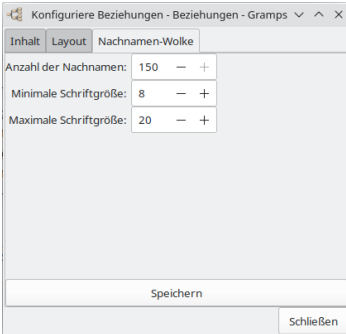 Konfiguriere Beziehungen - Beziehungen - Gramps
Inhalt Layout Nachnamen-Wolke
Anzahl der Nachnamen: 150 − +
Minimale Schriftgröße: 8 − +
Maximale Schriftgröße: 20 − +
Speichern
Schließen